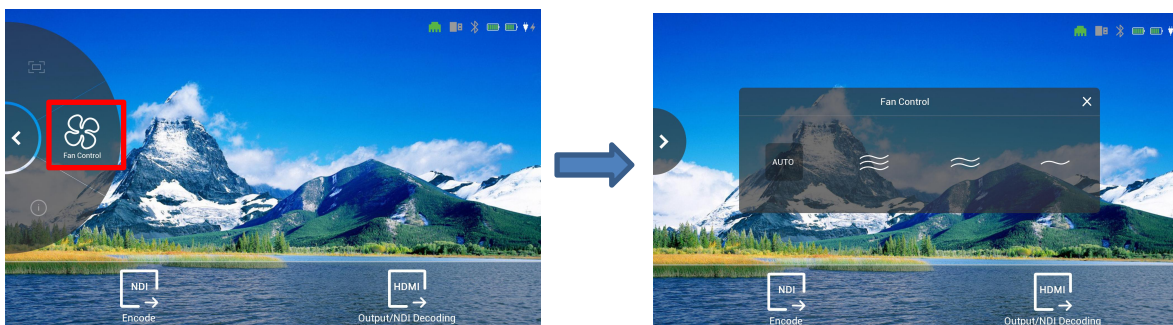 Fan Control
NDI
Encode
HDMI
Output/NDI Decoding
Fan Control
AUTO
NDI
Encode
HDMI
Output/NDI Decoding